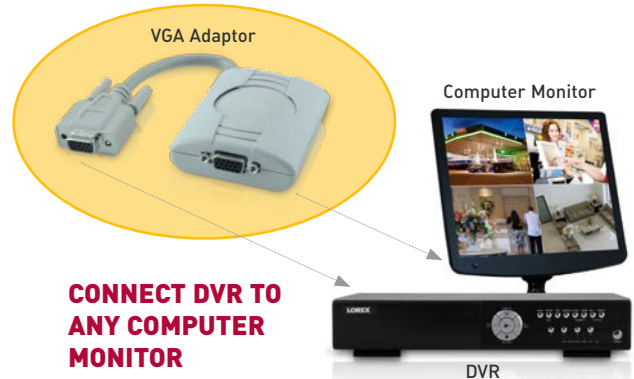 VGA Adaptor
Computer Monitor
CONNECT DVR TO
ANY COMPUTER
MONITOR
LOREX
DVR